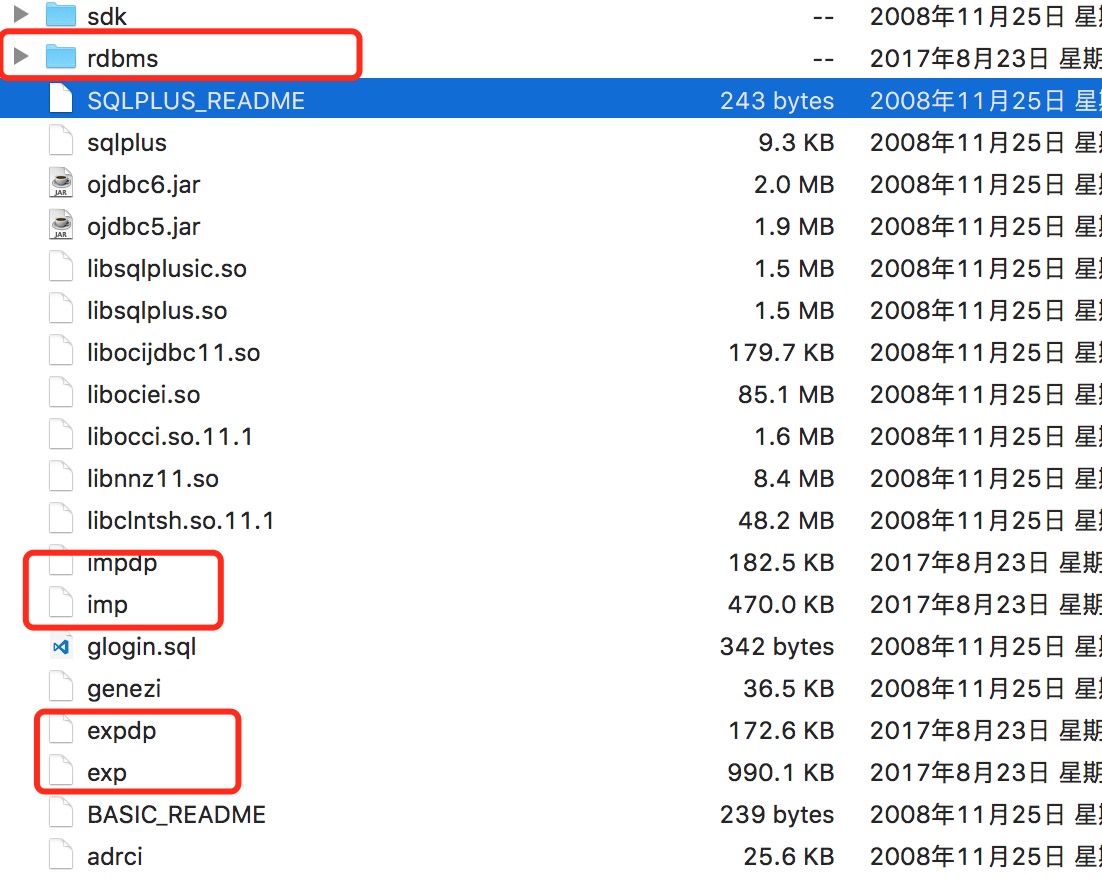 sdk -- 2008年11月25日 星
rdbms -- 2017年8月23日 星期
SQLPLUS_README 243 bytes 2008年11月25日 星
sqlplus 9.3 KB 2008年11月25日 星
JAR ojdbc6.jar 2.0 MB 2008年11月25日 星
JAR ojdbc5.jar 1.9 MB 2008年11月25日 星
libsqlplusic.so 1.5 MB 2008年11月25日 星
libsqlplus.so 1.5 MB 2008年11月25日 星
libocijdbc11.so 179.7 KB 2008年11月25日 星
libociei.so 85.1 MB 2008年11月25日 星
libocci.so.11.1 1.6 MB 2008年11月25日 星
libnnz11.so 8.4 MB 2008年11月25日 星
libclntsh.so.11.1 48.2 MB 2008年11月25日 星
impdp 182.5 KB 2017年8月23日 星期
imp 470.0 KB 2017年8月23日 星期
glogin.sql 342 bytes 2008年11月25日 星
genezi 36.5 KB 2008年11月25日 星
expdp 172.6 KB 2017年8月23日 星期
exp 990.1 KB 2017年8月23日 星期
BASIC_README 239 bytes 2008年11月25日 星
adrci 25.6 KB 2008年11月25日 星